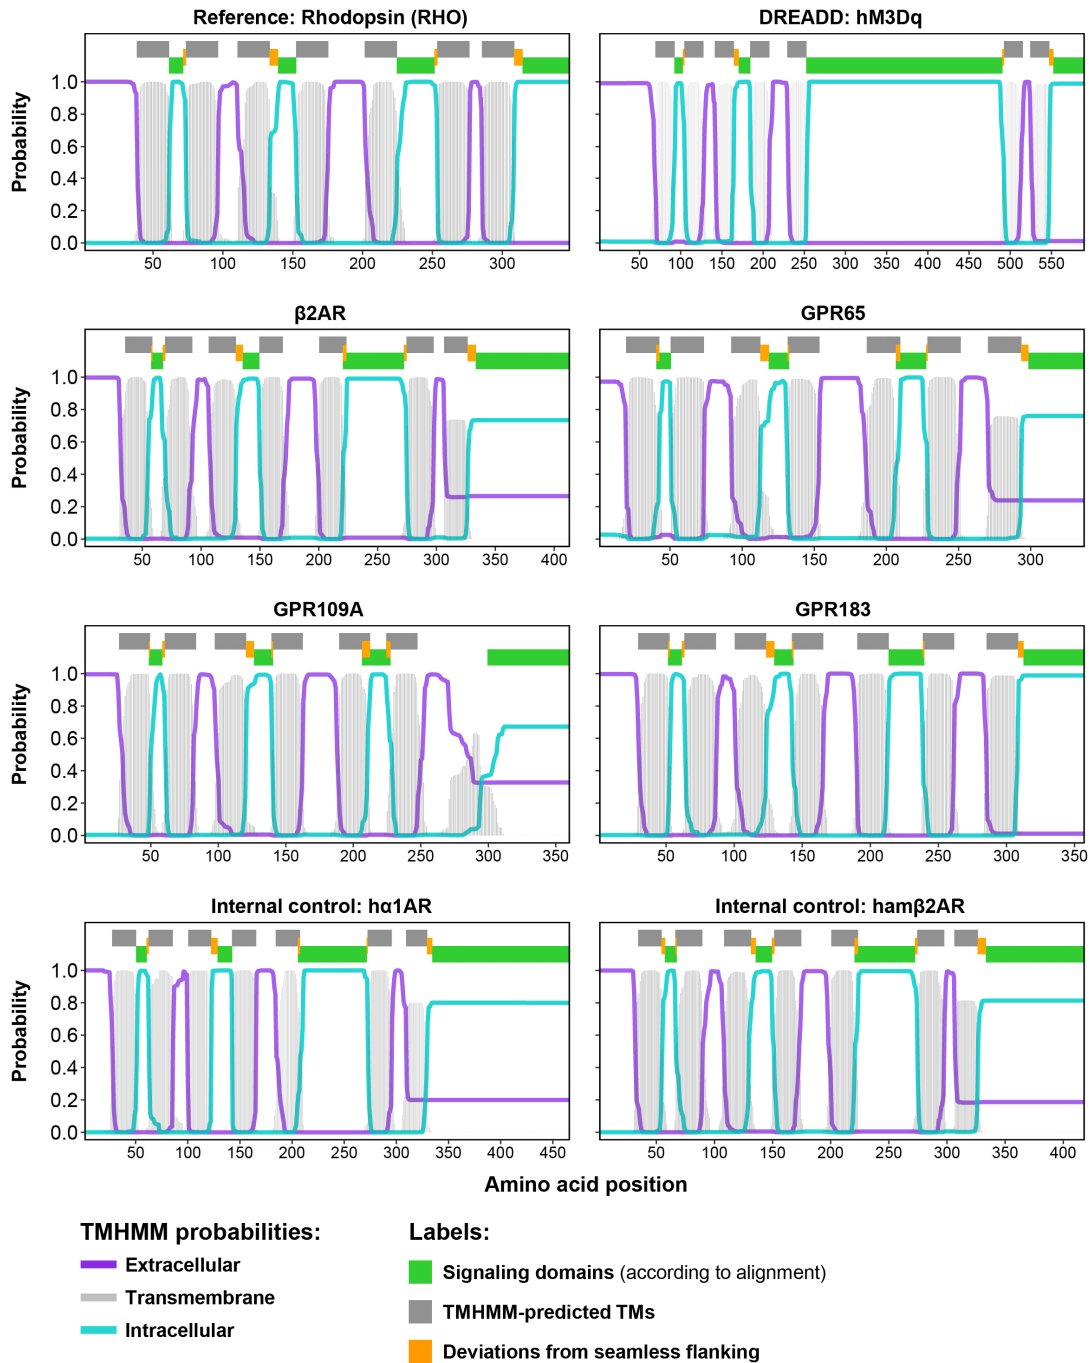 Reference: Rhodopsin (RHO)
DREADD: hM3Dq
Probability
1.0
0.8
0.6
0.4
0.2
0.0
50 100 150 200 250 300
50 100 150 200 250 300 350 400 450 500 550
β2AR
GPR65
Probability
1.0
0.8
0.6
0.4
0.2
0.0
50 100 150 200 250 300 350 400
50 100 150 200 250 300
GPR109A
GPR183
Probability
1.0
0.8
0.6
0.4
0.2
0.0
50 100 150 200 250 300 350
50 100 150 200 250 300 350
Internal control: hα1AR
Internal control: hamβ2AR
Probability
1.0
0.8
0.6
0.4
0.2
0.0
50 100 150 200 250 300 350 400 450
50 100 150 200 250 300 350 400
Amino acid position
TMHMM probabilities:
Extracellular
Transmembrane
Intracellular
Labels:
Signaling domains (according to alignment)
TMHMM-predicted TMs
Deviations from seamless flanking